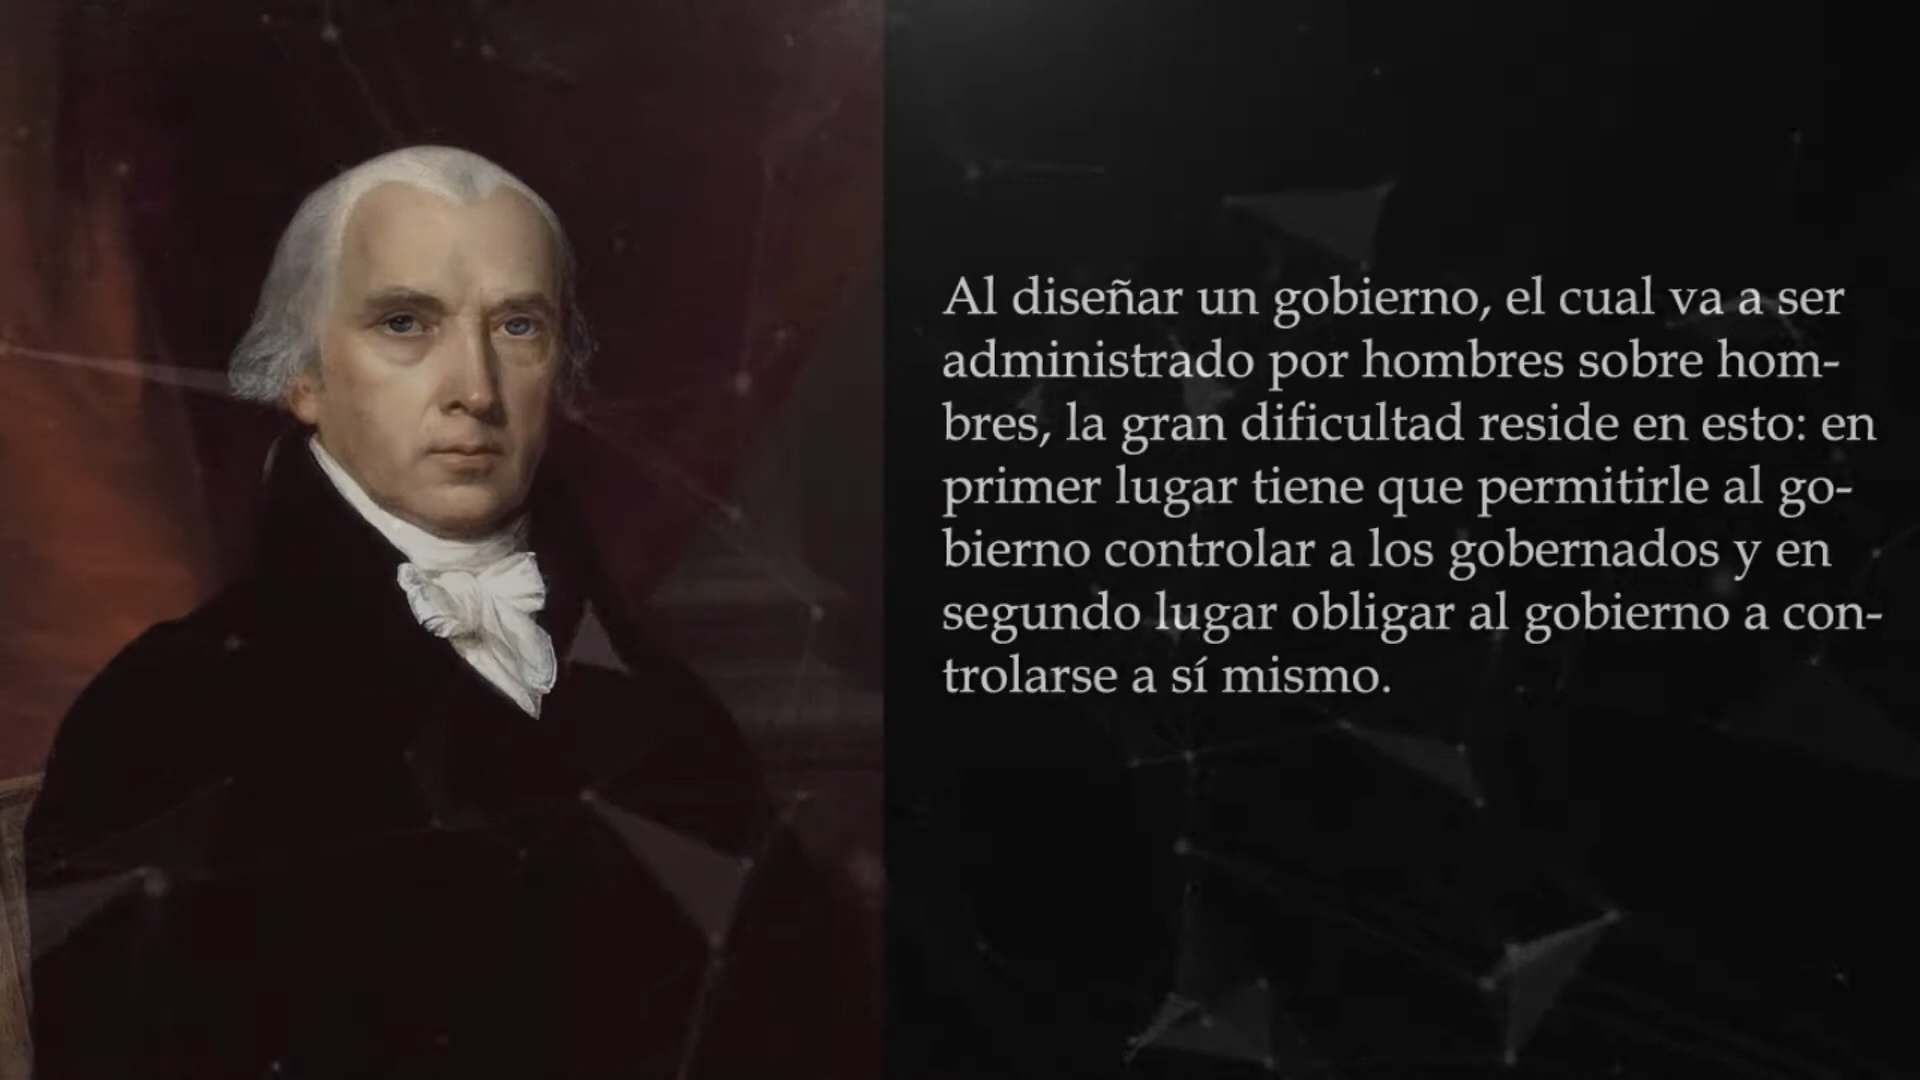 Al diseñar un gobierno, el cual va a ser
administrado por hombres sobre hom-
bres, la gran dificultad reside en esto: en
primer lugar tiene que permitirle al go-
bierno controlar a los gobernados y en
segundo lugar obligar al gobierno a con-
trolarse a sí mismo.